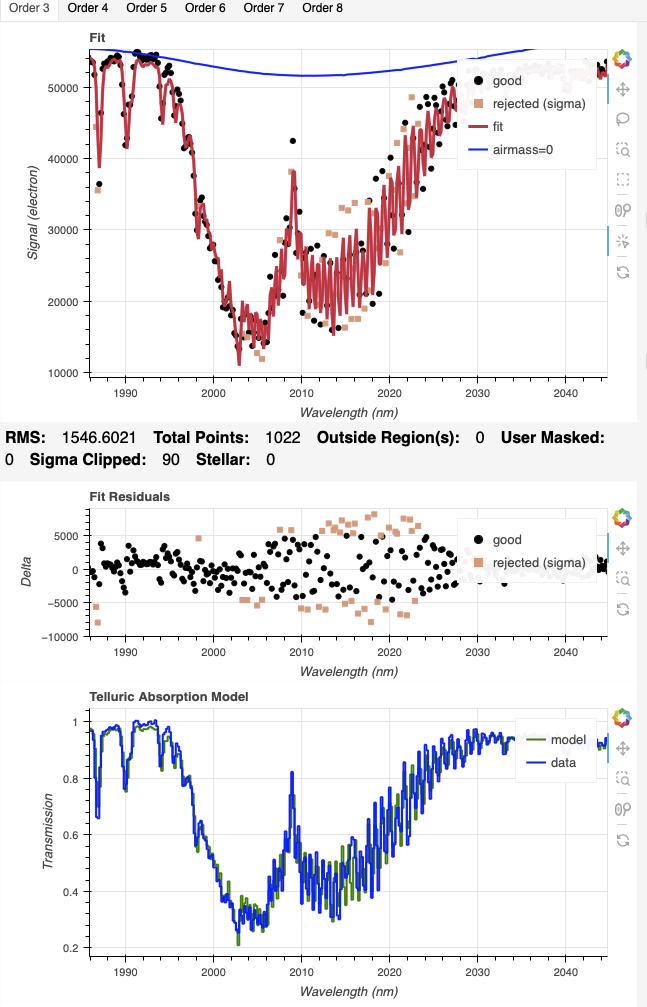 Order 3 Order 4 Order 5 Order 6 Order 7 Order 8
Fit
50000
40000
30000
20000
10000
Signal (electron)
good
rejected (sigma)
fit
airmass=0
1990 2000 2010 2020 2030 2040
Wavelength (nm)
RMS: 1546.6021 Total Points: 1022 Outside Region(s): 0 User Masked:
0 Sigma Clipped: 90 Stellar: 0
Fit Residuals
5000
0
−5000
−10000
Delta
good
rejected (sigma)
1990 2000 2010 2020 2030 2040
Wavelength (nm)
Telluric Absorption Model
1
0.8
0.6
0.4
0.2
Transmission
model
data
1990 2000 2010 2020 2030 2040
Wavelength (nm)